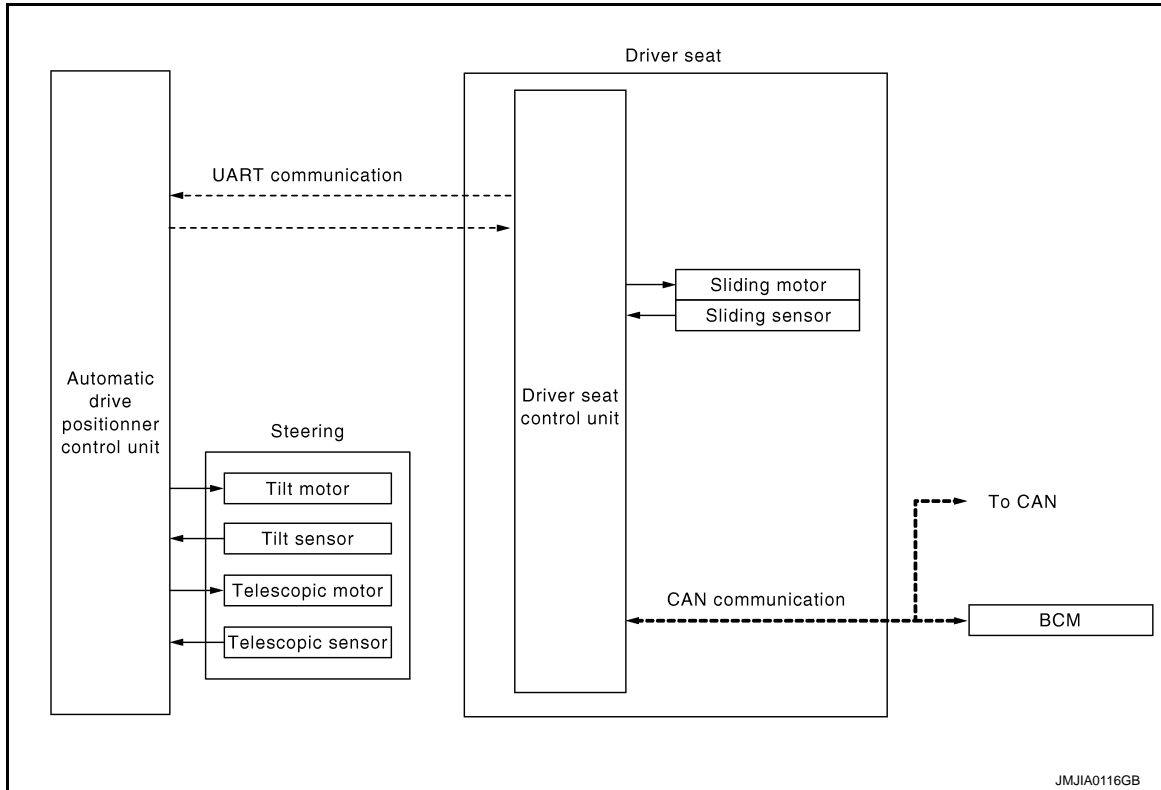 Driver seat
UART communication
Sliding motor
Sliding sensor
Automatic
drive
positionner
control unit
Driver seat
control unit
Steering
Tilt motor
Tilt sensor
Telescopic motor
Telescopic sensor
To CAN
CAN communication
BCM
JMJIA0116GB